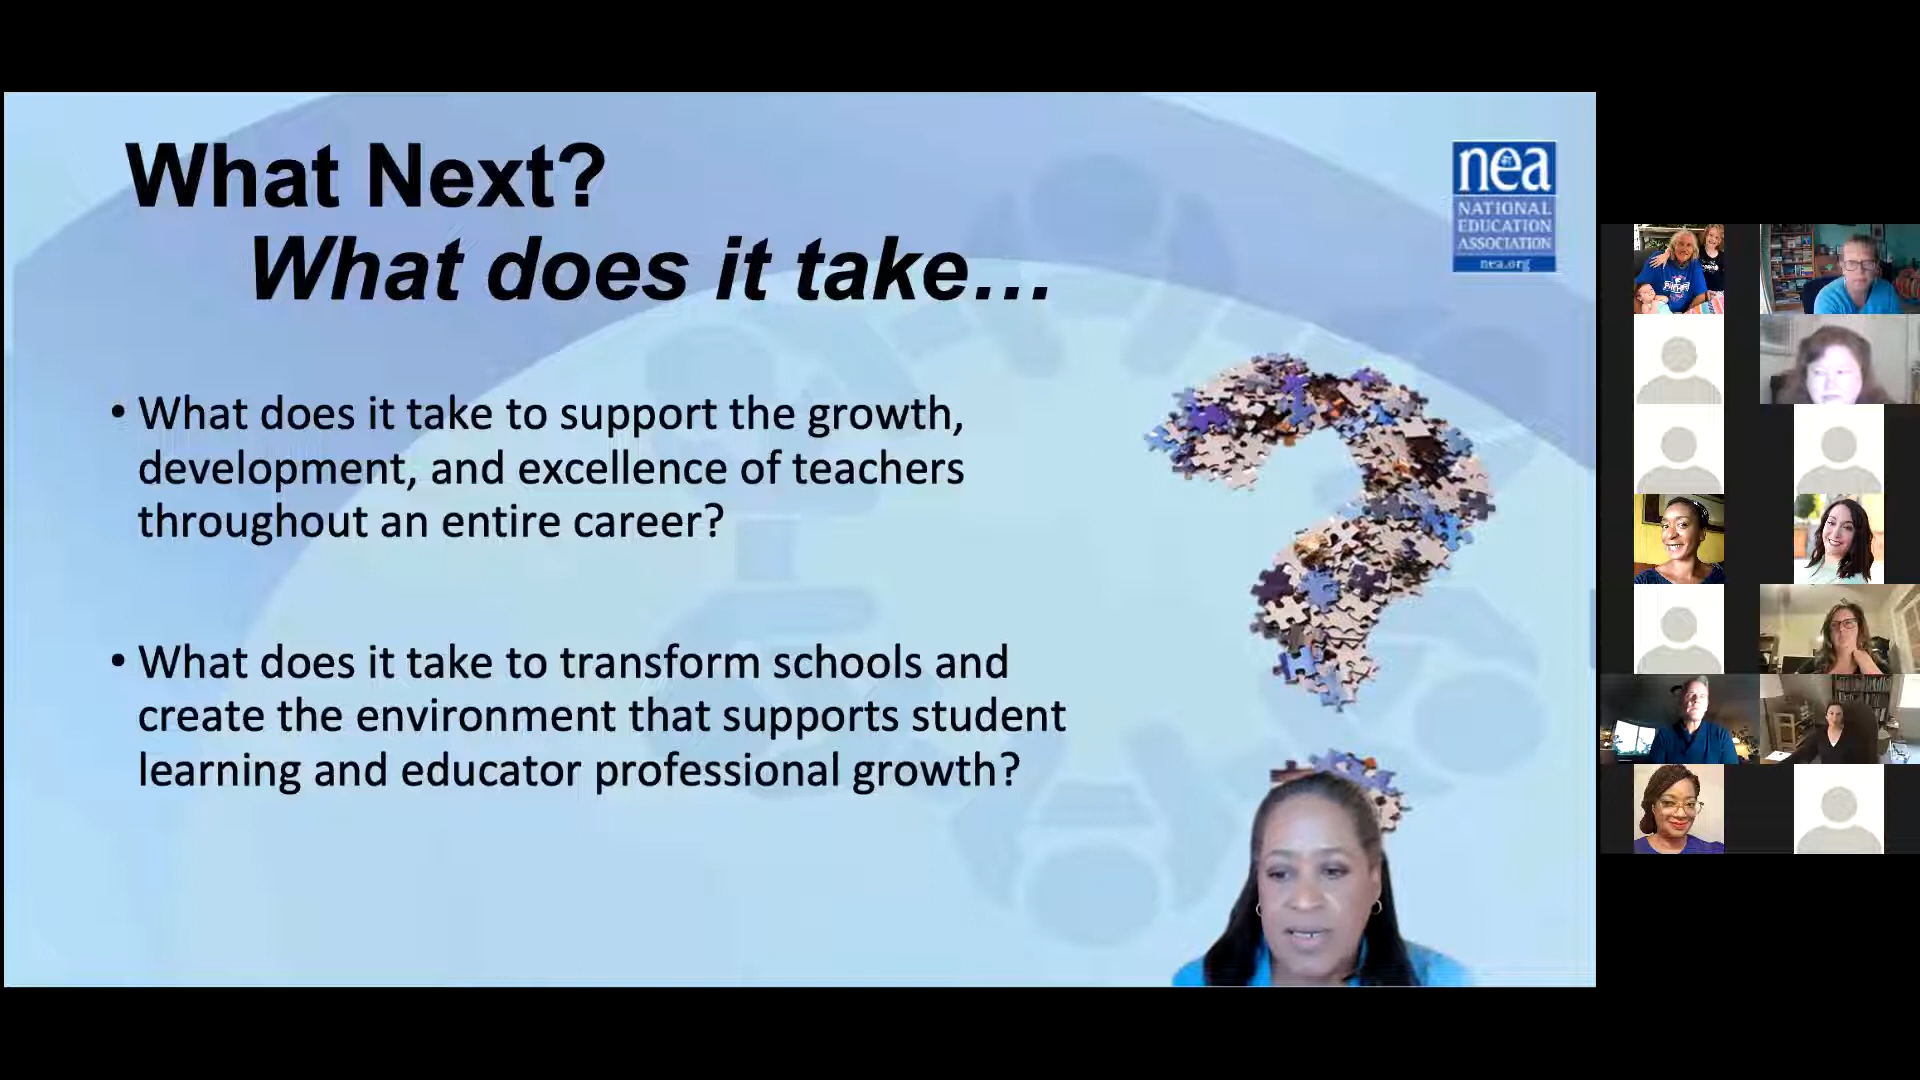 What Next?
What does it take...
nea
NATIONAL
EDUCATION
ASSOCIATION
nea.org
• What does it take to support the growth,
development, and excellence of teachers
throughout an entire career?
• What does it take to transform schools and
create the environment that supports student
learning and educator professional growth?